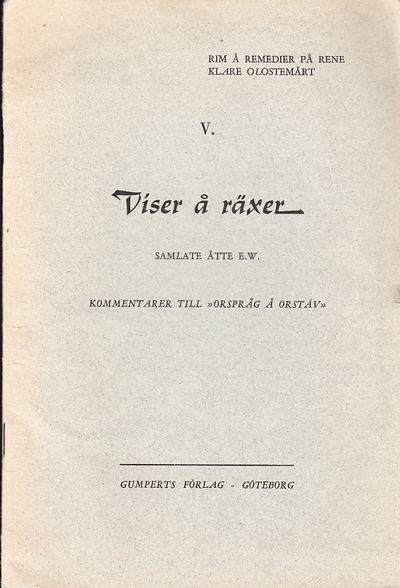 RIM Å REMEDIER PÅ RENE
KLARE OLOSTEMÅRT
V.
Viser å räxer
SAMLATE ÅTTE E.W.
KOMMENTARER TILL »ORSPRÅG Å ORSTÄV»
GUMPERTS FÖRLAG - GÖTEBORG